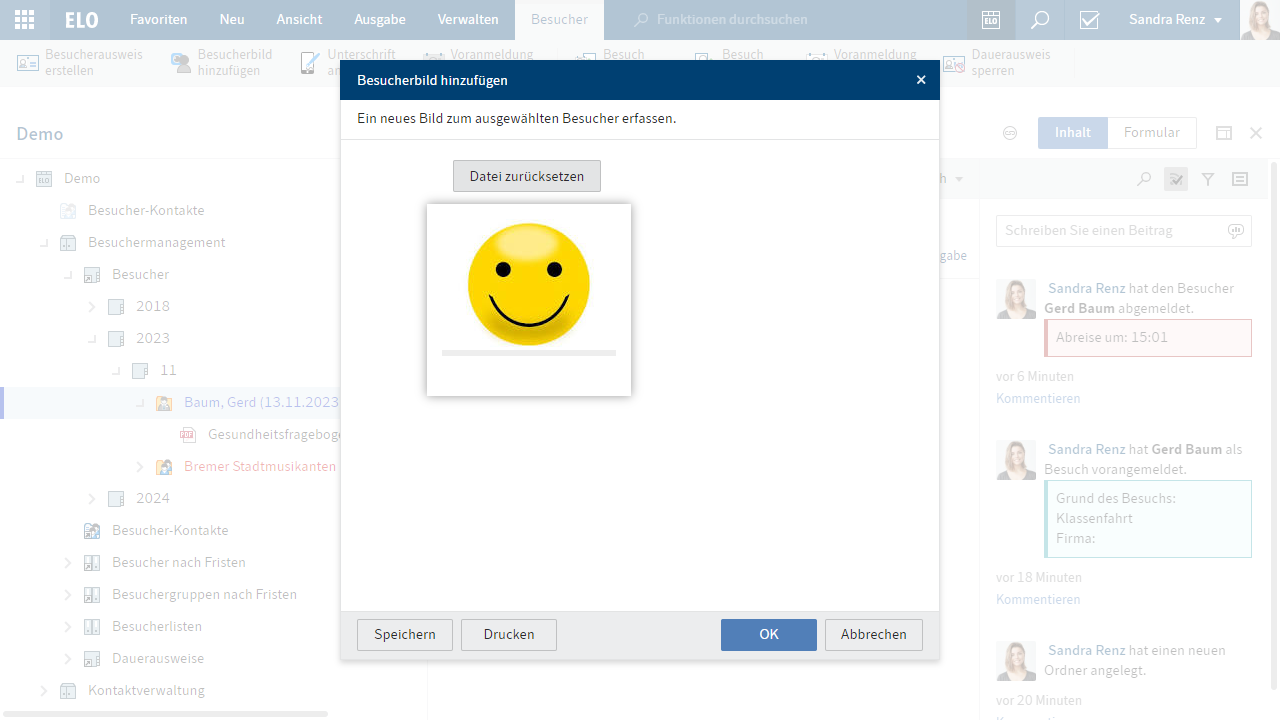 ELO Favoriten Neu Ansicht Ausgabe Verwalten Besucher Funktionen durchsuchen ELO Sandra Renz
Besucherausweis erstellen
Besucherbild hinzufügen
Unterschrift
Voranmeldung
Besuch
Besuch
Voranmeldung
Dauerausweis sperren
Besucherbild hinzufügen
Ein neues Bild zum ausgewählten Besucher erfassen.
Datei zurücksetzen
Speichern Drucken OK Abbrechen
Demo
Demo
Besucher-Kontakte
Besuchermanagement
Besucher
2018
2023
11
Baum, Gerd (13.11.2023
PDF Gesundheitsfrageboge
Bremer Stadtmusikanten
2024
Besucher-Kontakte
Besucher nach Fristen
Besuchergruppen nach Fristen
Besucherlisten
Dauerausweise
Kontaktverwaltung
Inhalt Formular
h
gabe
Schreiben Sie einen Beitrag
Sandra Renz hat den Besucher
Gerd Baum abgemeldet.
Abreise um: 15:01
vor 6 Minuten
Kommentieren
Sandra Renz hat Gerd Baum als
Besuch vorangemeldet.
Grund des Besuchs:
Klassenfahrt
Firma:
vor 18 Minuten
Kommentieren
Sandra Renz hat einen neuen
Ordner angelegt.
vor 20 Minuten